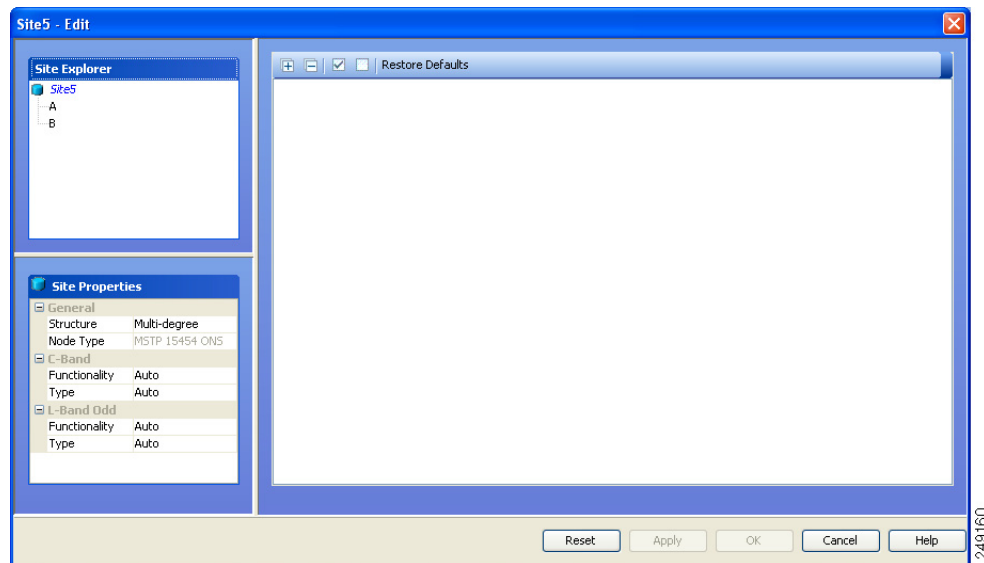 Site5 - Edit
Site Explorer
Site5
A
B
Restore Defaults
Site Properties
General
Structure Multi-degree
Node Type MSTP 15454 ONS
C-Band
Functionality Auto
Type Auto
L-Band Odd
Functionality Auto
Type Auto
Reset Apply OK Cancel Help
249160